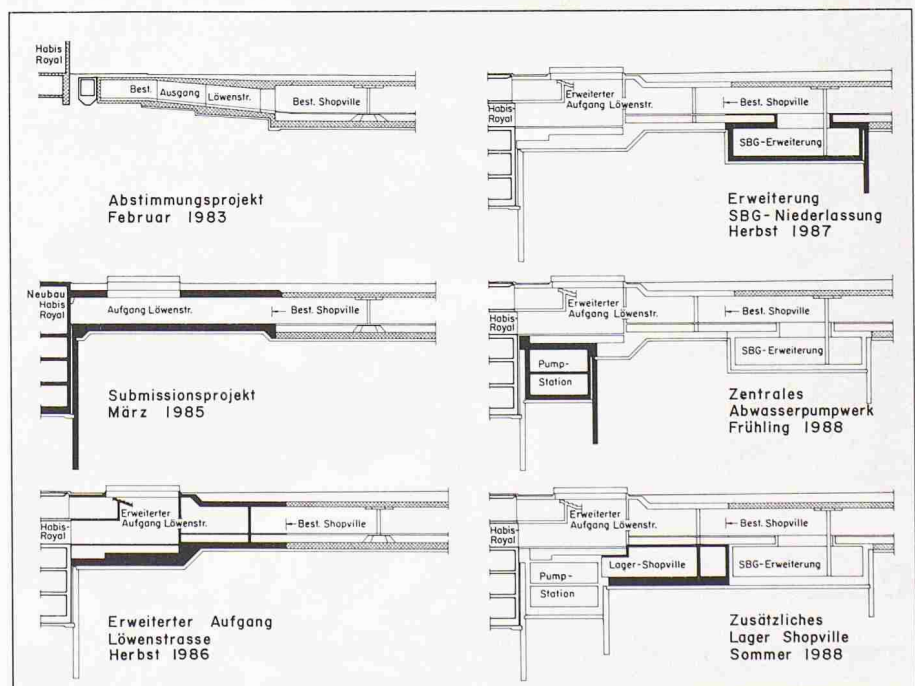 Habis
Royal
Best. Ausgang Löwenstr. Best. Shopville
Abstimmungsprojekt
Februar 1983
Neubau
Habis
Royal
Aufgang Löwenstr. Best. Shopville
Submissionsprojekt
März 1985
Habis-
Royal
Erweiterter
Aufgang Löwenstr.
Best. Shopville
Erweiterter Aufgang
Löwenstrasse
Herbst 1986
Habis-
Royal
Erweiterter
Aufgang Löwenstr.
Best. Shopville
SBG-Erweiterung
Erweiterung
SBG-Niederlassung
Herbst 1987
Habis-
Royal
Erweiterter
Aufgang Löwenstr.
Best. Shopville
SBG-Erweiterung
Pump-
Station
Zentrales
Abwasserpumpwerk
Frühling 1988
Habis-
Royal
Erweiterter
Aufgang Löwenstr.
Best. Shopville
Lager-Shopville
SBG-Erweiterung
Pump-
Station
Zusätzliches
Lager Shopville
Sommer 1988